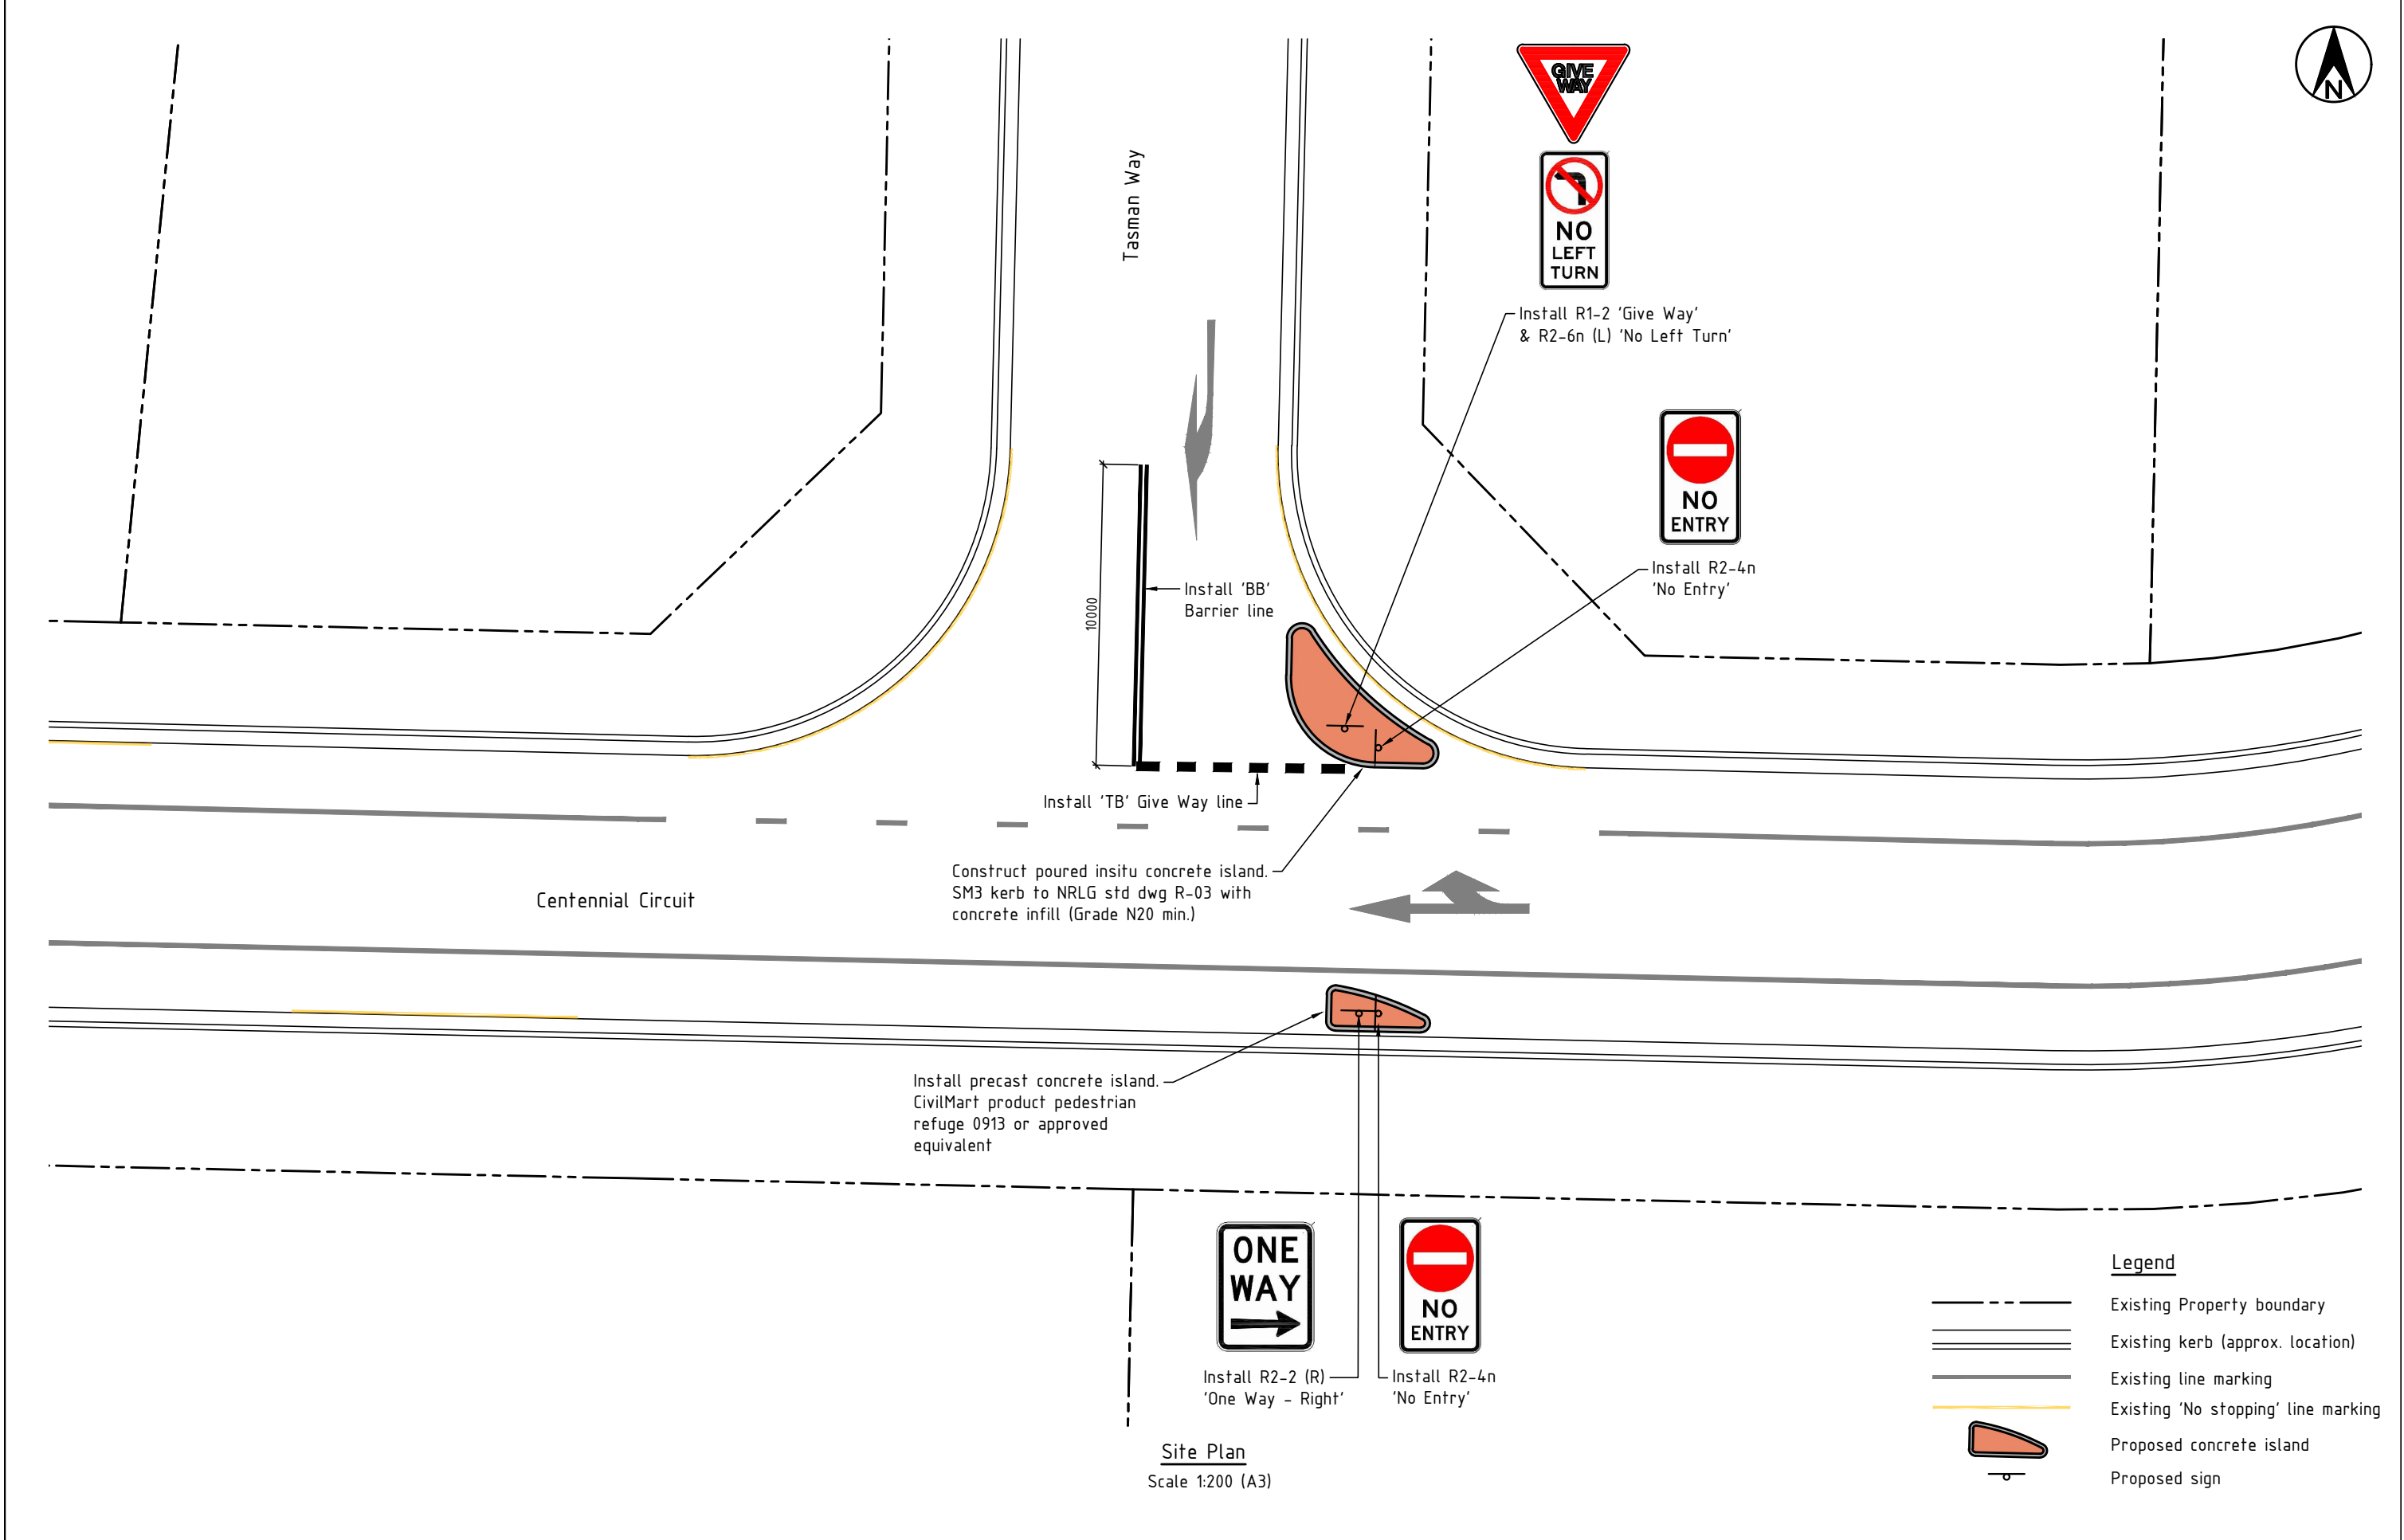 N
GIVE
WAY
NO
LEFT
TURN
Tasman Way
Install R1-2 'Give Way'
& R2-6n (L) 'No Left Turn'
NO
ENTRY
Install R2-4n
'No Entry'
10000
Install 'BB'
Barrier line
Install 'TB' Give Way line
Construct poured insitu concrete island.
SM3 kerb to NRLG std dwg R-03 with
concrete infill (Grade N20 min.)
Centennial Circuit
Install precast concrete island.
CivilMart product pedestrian
refuge 0913 or approved
equivalent
ONE
WAY
NO
ENTRY
Install R2-2 (R)
'One Way - Right'
Install R2-4n
'No Entry'
Site Plan
Scale 1:200 (A3)
Legend
Existing Property boundary
Existing kerb (approx. location)
Existing line marking
Existing 'No stopping' line marking
Proposed concrete island
Proposed sign